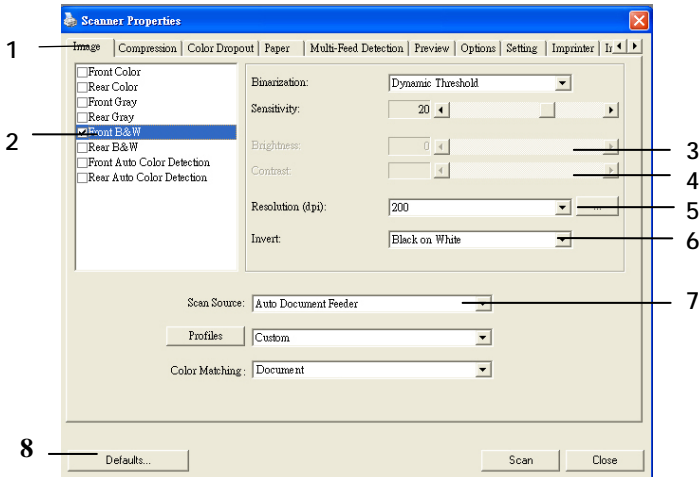 Scanner Properties
1 Image Compression Color Dropout Paper Multi-Feed Detection Preview Options Setting Imprinter
Front Color
Rear Color
Front Gray
Rear Gray
2 Front B&W
Rear B&W
Front Auto Color Detection
Rear Auto Color Detection
Binarization: Dynamic Threshold
Sensitivity: 20
Brightness: 0 3
Contrast: 4
Resolution (dpi): 200 ... 5
Invert: Black on White 6
Scan Source: Auto Document Feeder 7
Profiles Custom
Color Matching: Document
8 Defaults... Scan Close